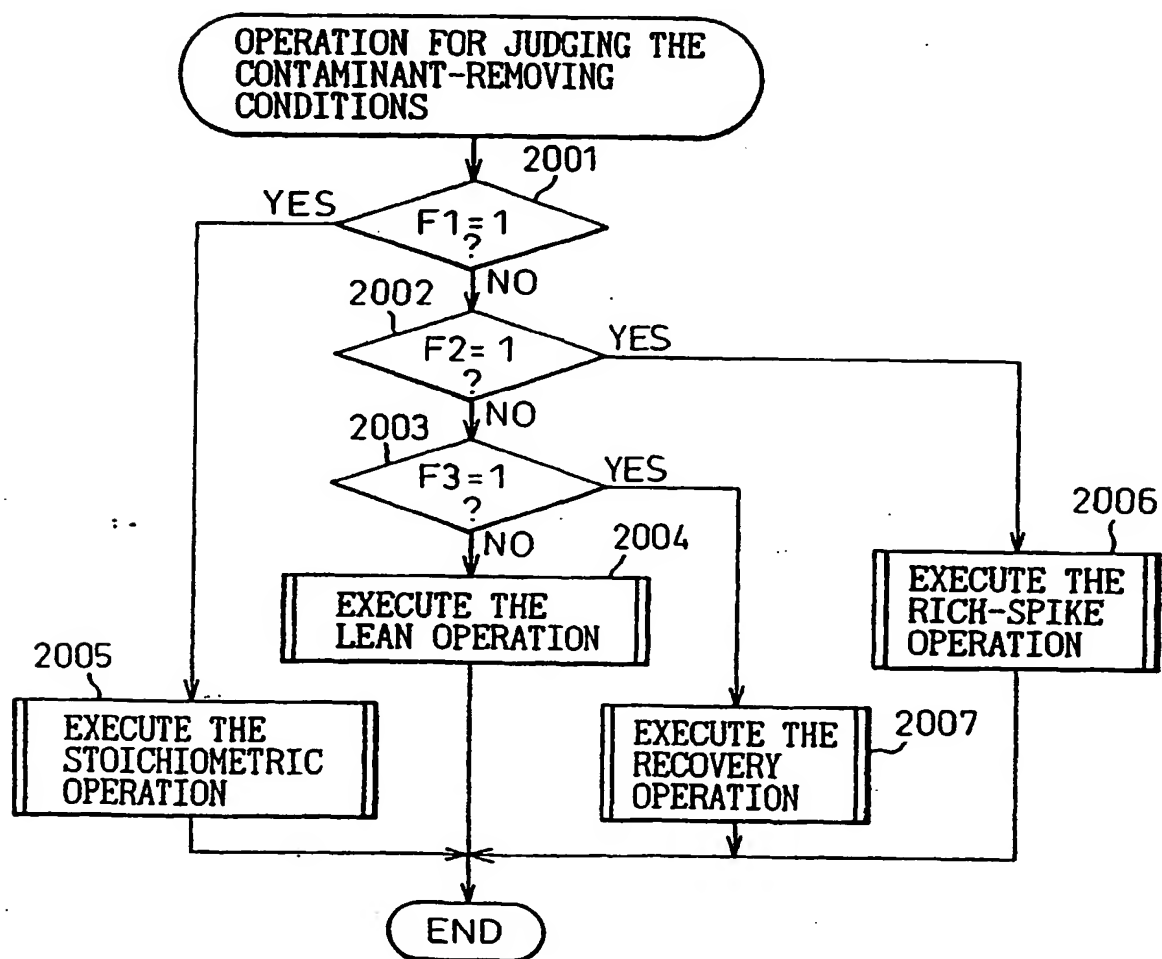 OPERATION FOR JUDGING THE
CONTAMINANT-REMOVING
CONDITIONS
2001
YES
F1=1
?
NO
2002
YES
F2=1
?
NO
2003
YES
F3=1
?
NO
2004
EXECUTE THE
LEAN OPERATION
2006
EXECUTE THE
RICH-SPIKE
OPERATION
2005
EXECUTE THE
STOICHIOMETRIC
OPERATION
2007
EXECUTE THE
RECOVERY
OPERATION
END